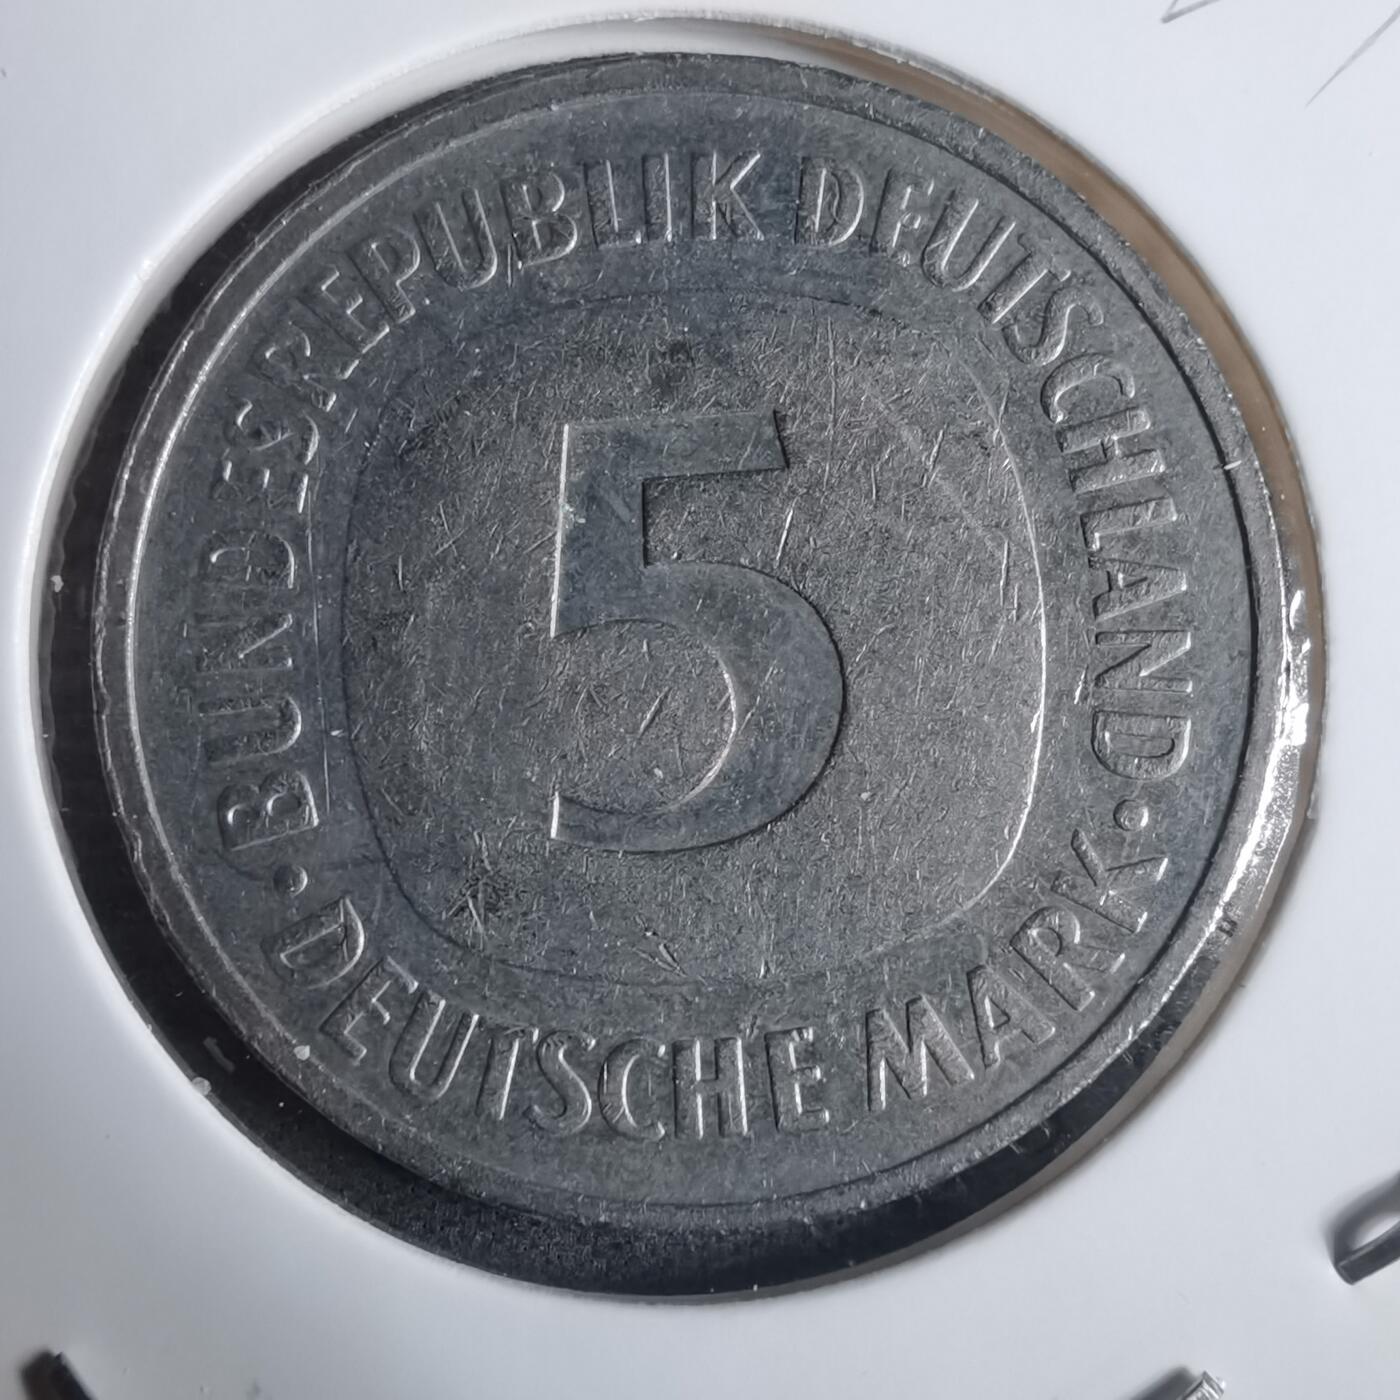 BUNDESREPUBLIK DEUTSCHLAND
5
DEUTSCHE MARK